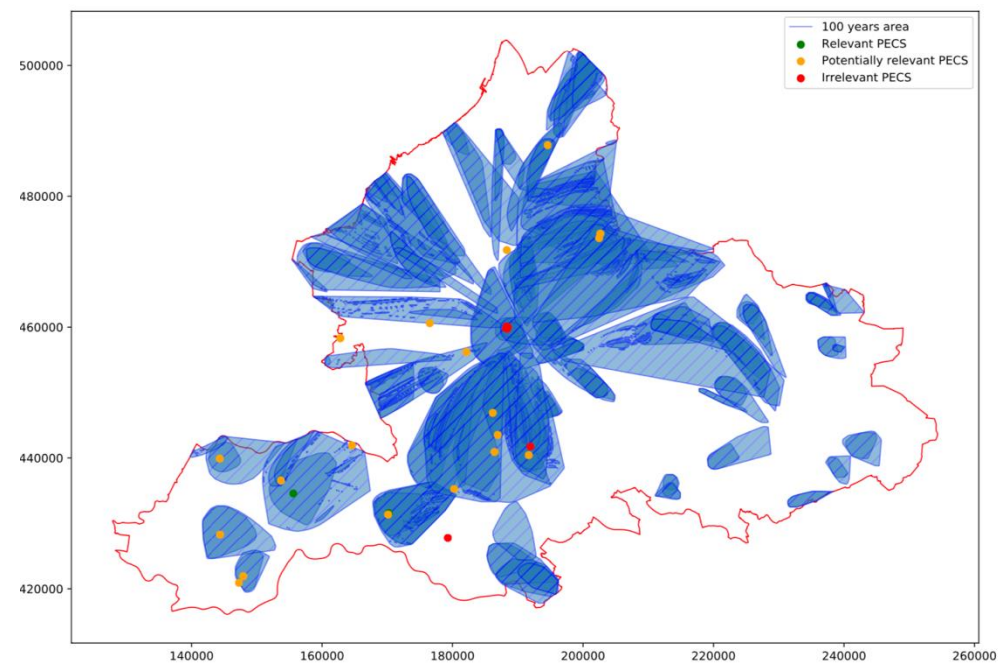 100 years area
Relevant PECS
Potentially relevant PECS
Irrelevant PECS
500000
480000
460000
440000
420000
140000 160000 180000 200000 220000 240000 260000